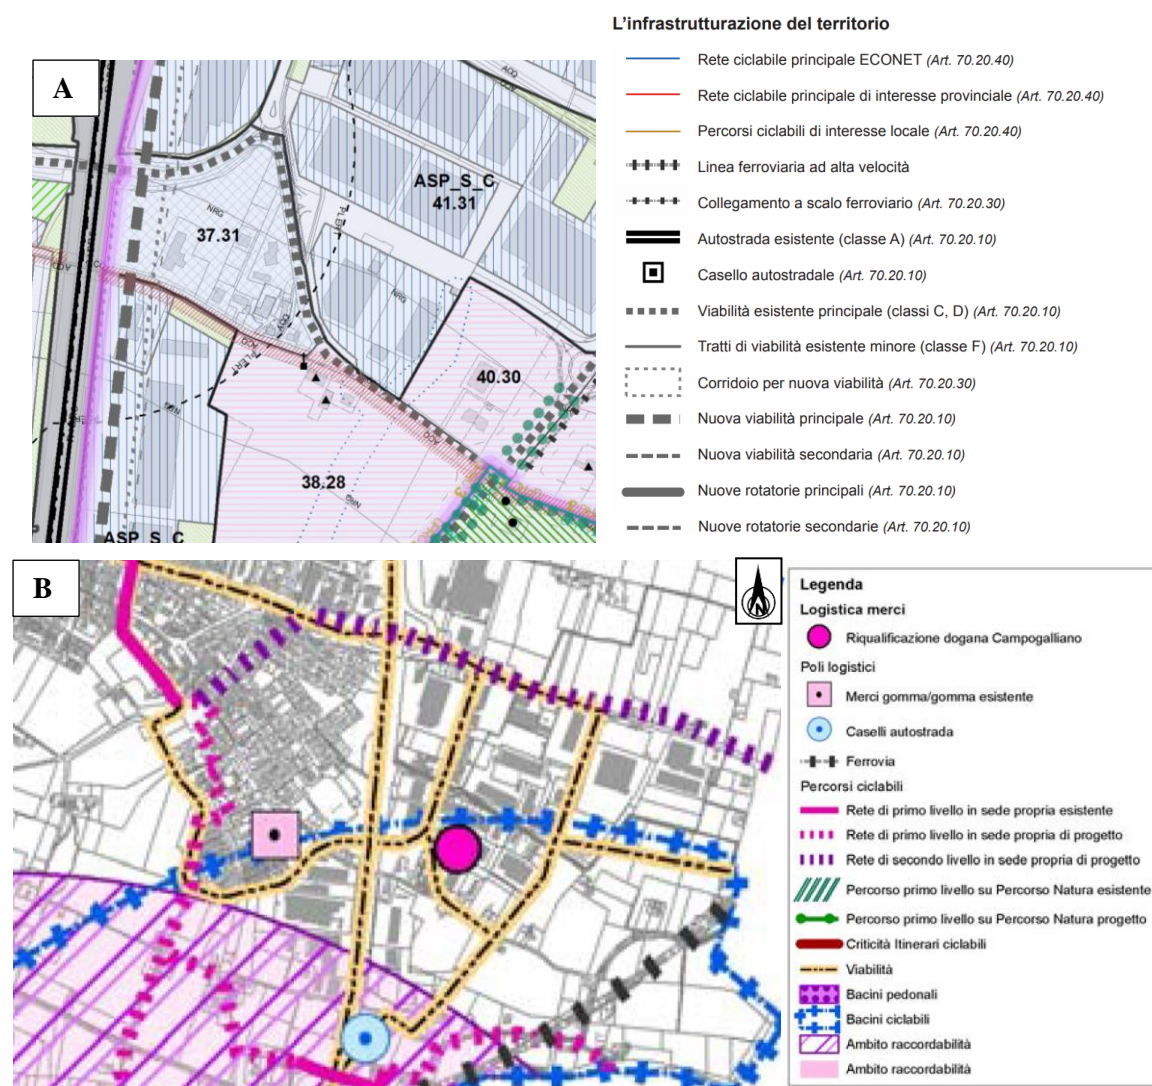 L'infrastrutturazione del territorio
Rete ciclabile principale ECONET (Art. 70.20.40)
Rete ciclabile principale di interesse provinciale (Art. 70.20.40)
Percorsi ciclabili di interesse locale (Art. 70.20.40)
Linea ferroviaria ad alta velocità
Collegamento a scalo ferroviario (Art. 70.20.30)
Autostrada esistente (classe A) (Art. 70.20.10)
Casello autostradale (Art. 70.20.10)
Viabilità esistente principale (classi C, D) (Art. 70.20.10)
Tratti di viabilità esistente minore (classe F) (Art. 70.20.10)
Corridoio per nuova viabilità (Art. 70.20.30)
Nuova viabilità principale (Art. 70.20.10)
Nuova viabilità secondaria (Art. 70.20.10)
Nuove rotatorie principali (Art. 70.20.10)
Nuove rotatorie secondarie (Art. 70.20.10)
A
ACQ
ASP_S_C
41.31
NRG
37.31
PLERT
NRG
ACQ
ACQ
PLERT
40.30
ACQ
38.28
NRG
ASP_S_C
B
N
Legenda
Logistica merci
Riqualificazione dogana Campogalliano
Poli logistici
Merci gomma/gomma esistente
Caselli autostrada
Ferrovia
Percorsi ciclabili
Rete di primo livello in sede propria esistente
Rete di primo livello in sede propria di progetto
Rete di secondo livello in sede propria di progetto
Percorso primo livello su Percorso Natura esistente
Percorso primo livello su Percorso Natura progetto
Criticità Itinerari ciclabili
Viabilità
Bacini pedonali
Bacini ciclabili
Ambito raccordabilità
Ambito raccordabilità